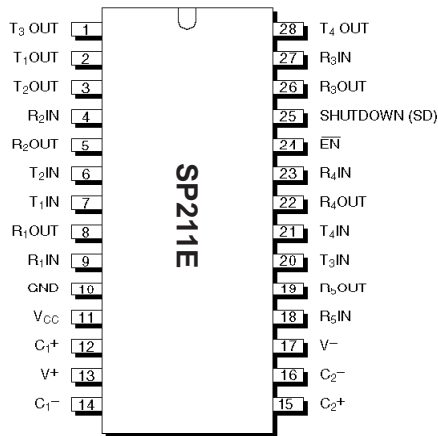 T₃ OUT 1 28 T₄ OUT
T₁OUT 2 27 R₃IN
T₂OUT 3 26 R₃OUT
R₂IN 4 25 SHUTDOWN (SD)
R₂OUT 5 24 E̅N̅
T₂IN 6 23 R₄IN
T₁IN 7 22 R₄OUT
R₁OUT 8 21 T₄IN
R₁IN 9 20 T₃IN
GND 10 19 R₅OUT
V_CC 11 18 R₅IN
C₁+ 12 17 V−
V+ 13 16 C₂−
C₁− 14 15 C₂+
SP211E